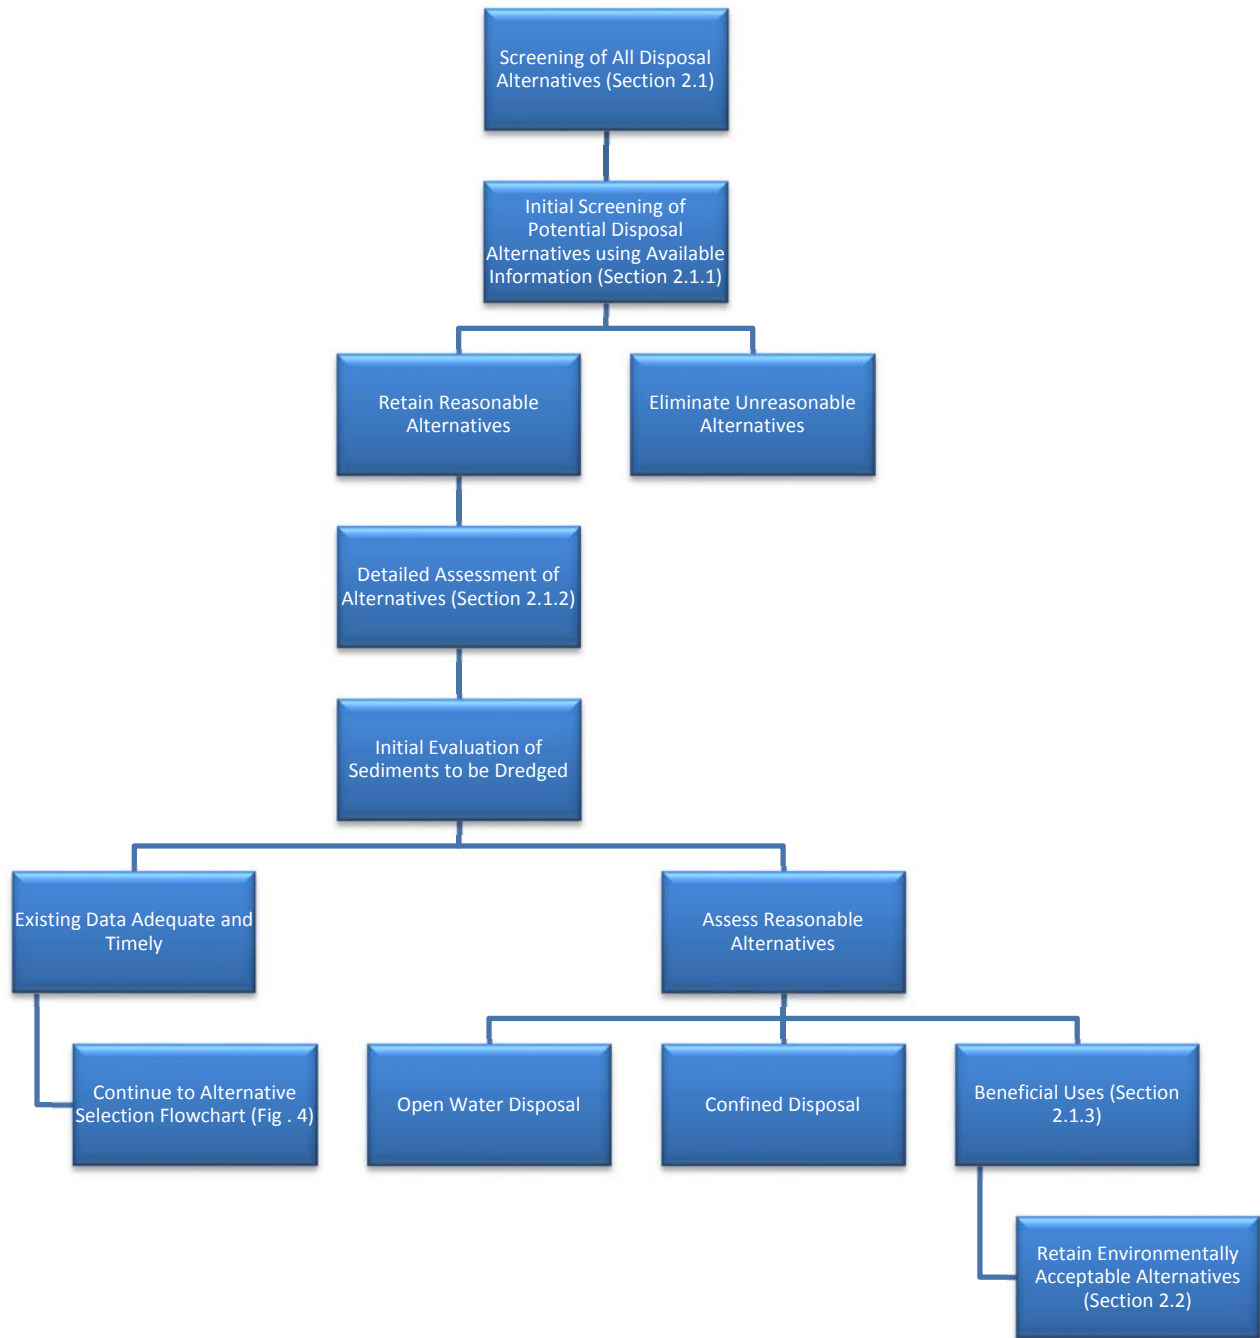 Screening of All Disposal
Alternatives (Section 2.1)
Initial Screening of
Potential Disposal
Alternatives using Available
Information (Section 2.1.1)
Retain Reasonable
Alternatives
Eliminate Unreasonable
Alternatives
Detailed Assessment of
Alternatives (Section 2.1.2)
Initial Evaluation of
Sediments to be Dredged
Existing Data Adequate and
Timely
Assess Reasonable
Alternatives
Continue to Alternative
Selection Flowchart (Fig . 4)
Open Water Disposal
Confined Disposal
Beneficial Uses (Section
2.1.3)
Retain Environmentally
Acceptable Alternatives
(Section 2.2)